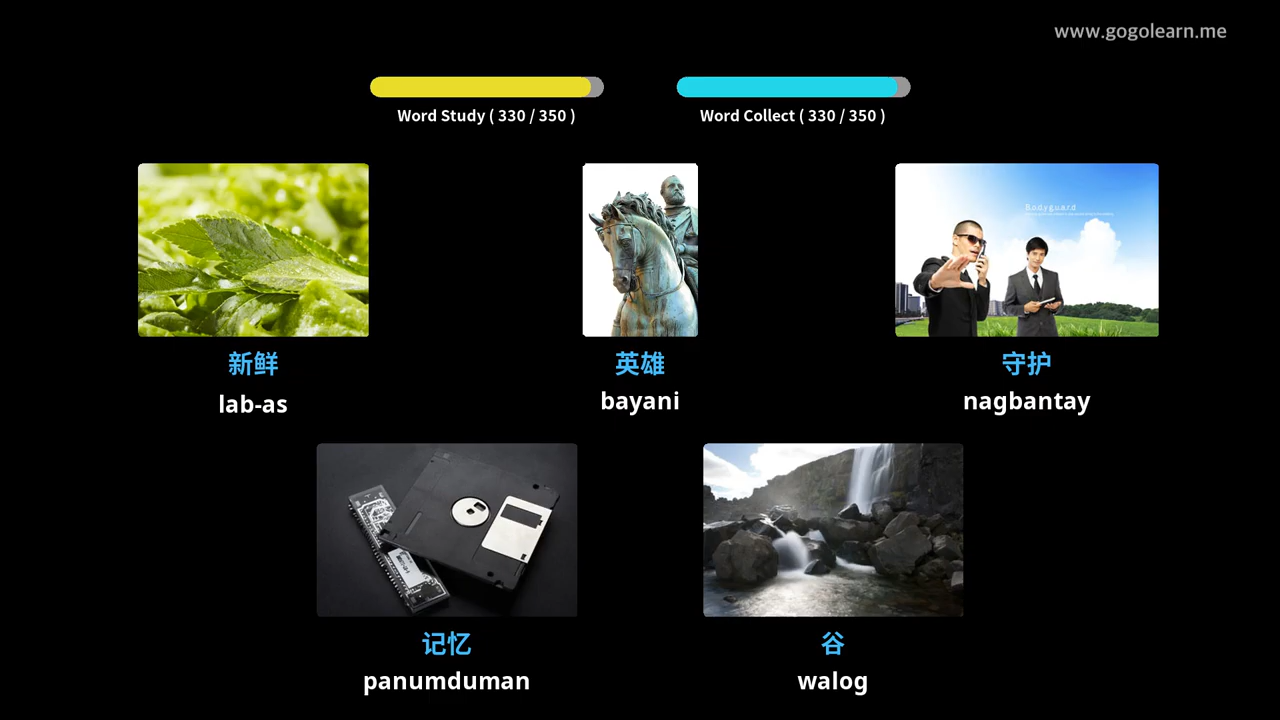 www.gogolearn.me
Word Study ( 330 / 350 )
Word Collect ( 330 / 350 )
Bodyguard
新鲜
英雄
守护
lab-as
bayani
nagbantay
记忆
谷
panumduman
walog